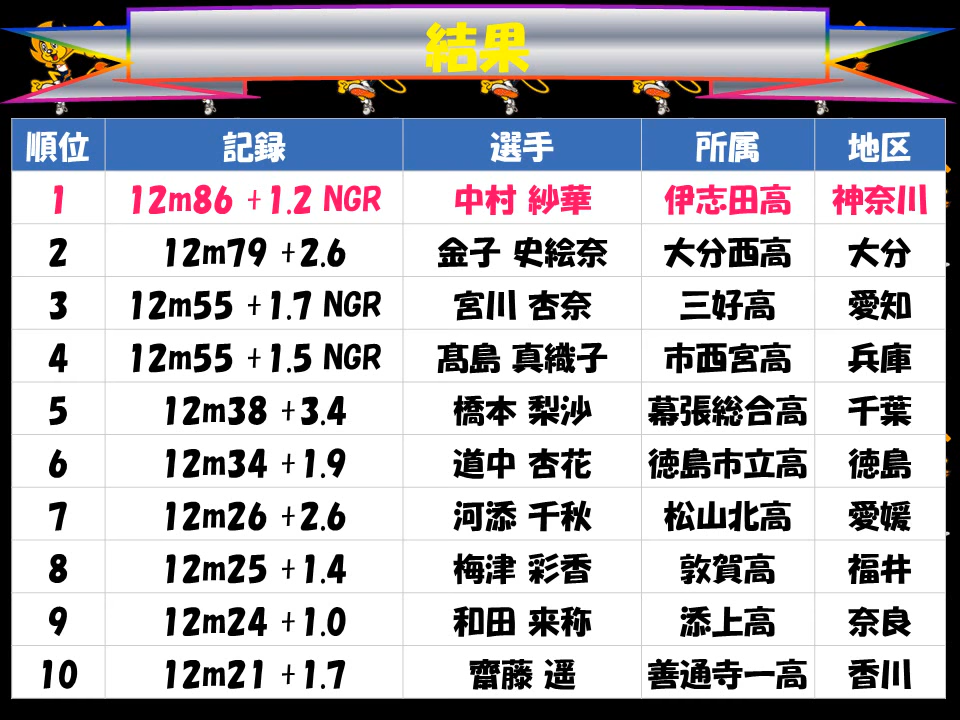 結果
順位 記録 選手 所属 地区
1 12m86 +1.2 NGR 中村 紗華 伊志田高 神奈川
2 12m79 +2.6 金子 史絵奈 大分西高 大分
3 12m55 +1.7 NGR 宮川 杏奈 三好高 愛知
4 12m55 +1.5 NGR 髙島 真織子 市西宮高 兵庫
5 12m38 +3.4 橋本 梨沙 幕張総合高 千葉
6 12m34 +1.9 道中 杏花 徳島市立高 徳島
7 12m26 +2.6 河添 千秋 松山北高 愛媛
8 12m25 +1.4 梅津 彩香 敦賀高 福井
9 12m24 +1.0 和田 来称 添上高 奈良
10 12m21 +1.7 齋藤 遥 善通寺一高 香川